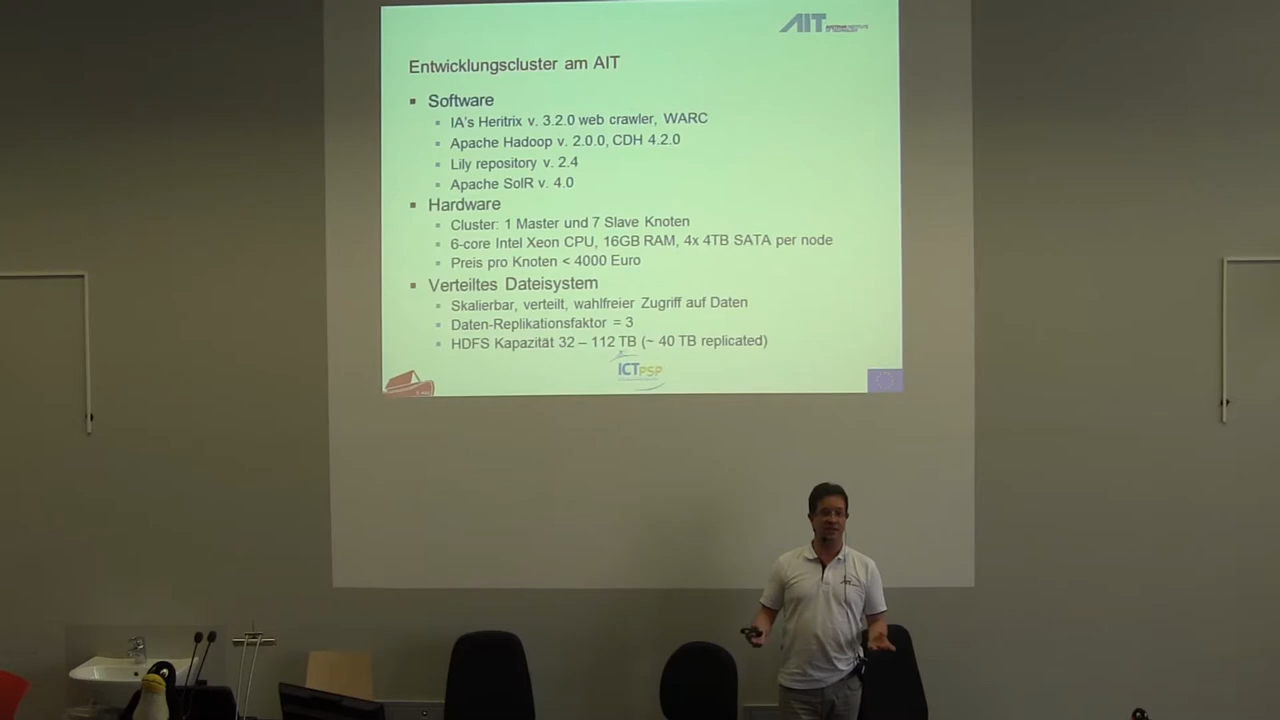 AIT
Entwicklungscluster am AIT
Software
IA's Heritrix v. 3.2.0 web crawler, WARC
Apache Hadoop v. 2.0.0, CDH 4.2.0
Lily repository v. 2.4
Apache SolR v. 4.0
Hardware
Cluster: 1 Master und 7 Slave Knoten
6-core Intel Xeon CPU, 16GB RAM, 4x 4TB SATA per node
Preis pro Knoten < 4000 Euro
Verteiltes Dateisystem
Skalierbar, verteilt, wahlfreier Zugriff auf Daten
Daten-Replikationsfaktor = 3
HDFS Kapazität 32 – 112 TB (~ 40 TB replicated)
ICT PSP